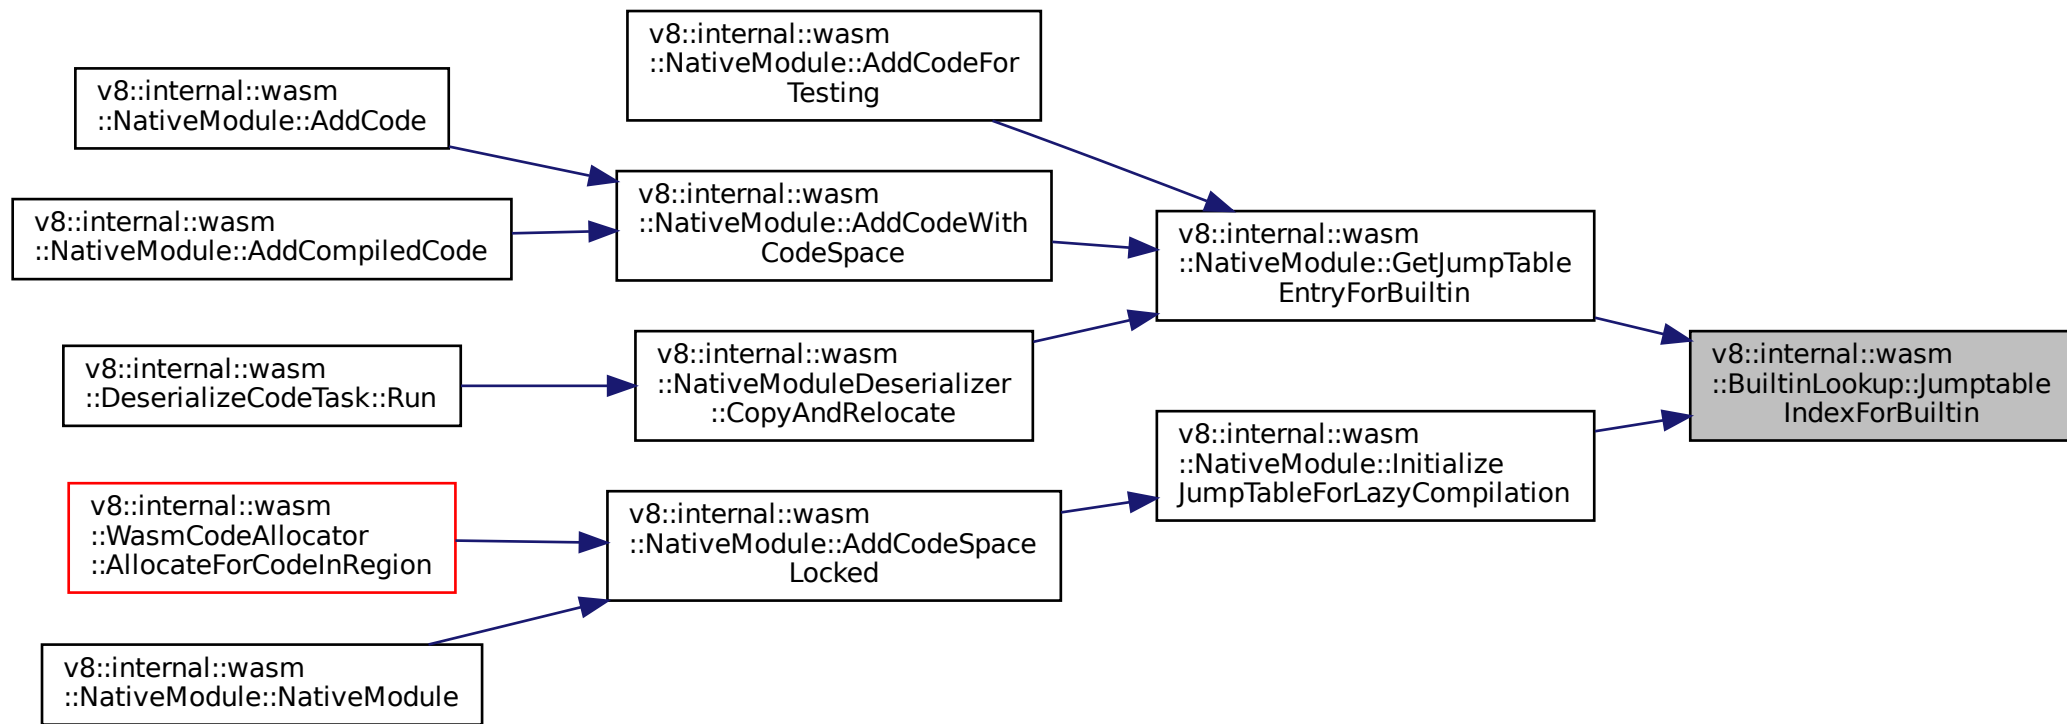 v8::internal::wasm
::NativeModule::AddCodeFor
Testing
v8::internal::wasm
::NativeModule::AddCode
v8::internal::wasm
::NativeModule::AddCodeWith
CodeSpace
v8::internal::wasm
::NativeModule::AddCompiledCode
v8::internal::wasm
::NativeModule::GetJumpTable
EntryForBuiltin
v8::internal::wasm
::BuiltinLookup::Jumptable
IndexForBuiltin
v8::internal::wasm
::NativeModuleDeserializer
::CopyAndRelocate
v8::internal::wasm
::DeserializeCodeTask::Run
v8::internal::wasm
::NativeModule::Initialize
JumpTableForLazyCompilation
v8::internal::wasm
::WasmCodeAllocator
::AllocateForCodeInRegion
v8::internal::wasm
::NativeModule::AddCodeSpace
Locked
v8::internal::wasm
::NativeModule::NativeModule